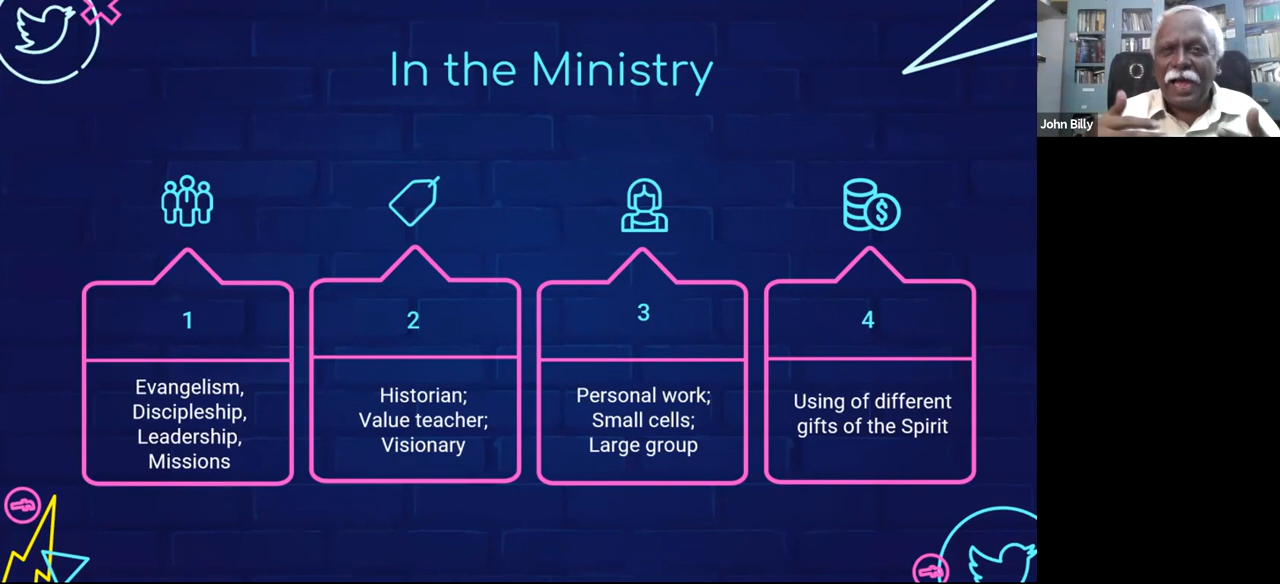 In the Ministry
1
Evangelism,
Discipleship,
Leadership,
Missions
2
Historian;
Value teacher;
Visionary
3
Personal work;
Small cells;
Large group
4
Using of different
gifts of the Spirit
John Billy